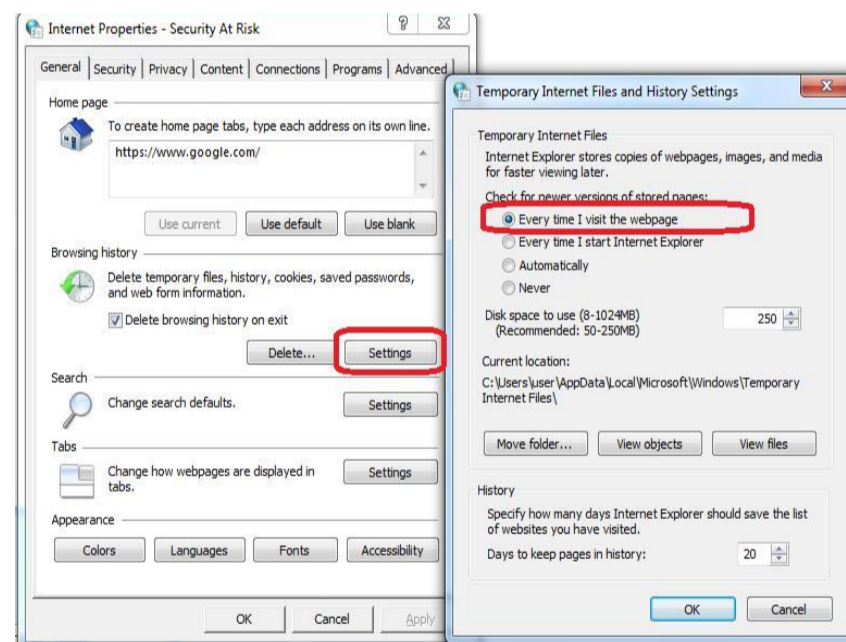 Internet Properties - Security At Risk
General Security Privacy Content Connections Programs Advanced
Home page
To create home page tabs, type each address on its own line.
https://www.google.com/
Use current Use default Use blank
Browsing history
Delete temporary files, history, cookies, saved passwords,
and web form information.
Delete browsing history on exit
Delete... Settings
Search
Change search defaults.
Settings
Tabs
Change how webpages are displayed in
tabs.
Settings
Appearance
Colors Languages Fonts Accessibility
OK Cancel Apply
Temporary Internet Files and History Settings
Temporary Internet Files
Internet Explorer stores copies of webpages, images, and media
for faster viewing later.
Check for newer versions of stored pages:
Every time I visit the webpage
Every time I start Internet Explorer
Automatically
Never
Disk space to use (8-1024MB)
(Recommended: 50-250MB)
250
Current location:
C:\Users\user\AppData\Local\Microsoft\Windows\Temporary
Internet Files\
Move folder... View objects View files
History
Specify how many days Internet Explorer should save the list
of websites you have visited.
Days to keep pages in history: 20
OK Cancel